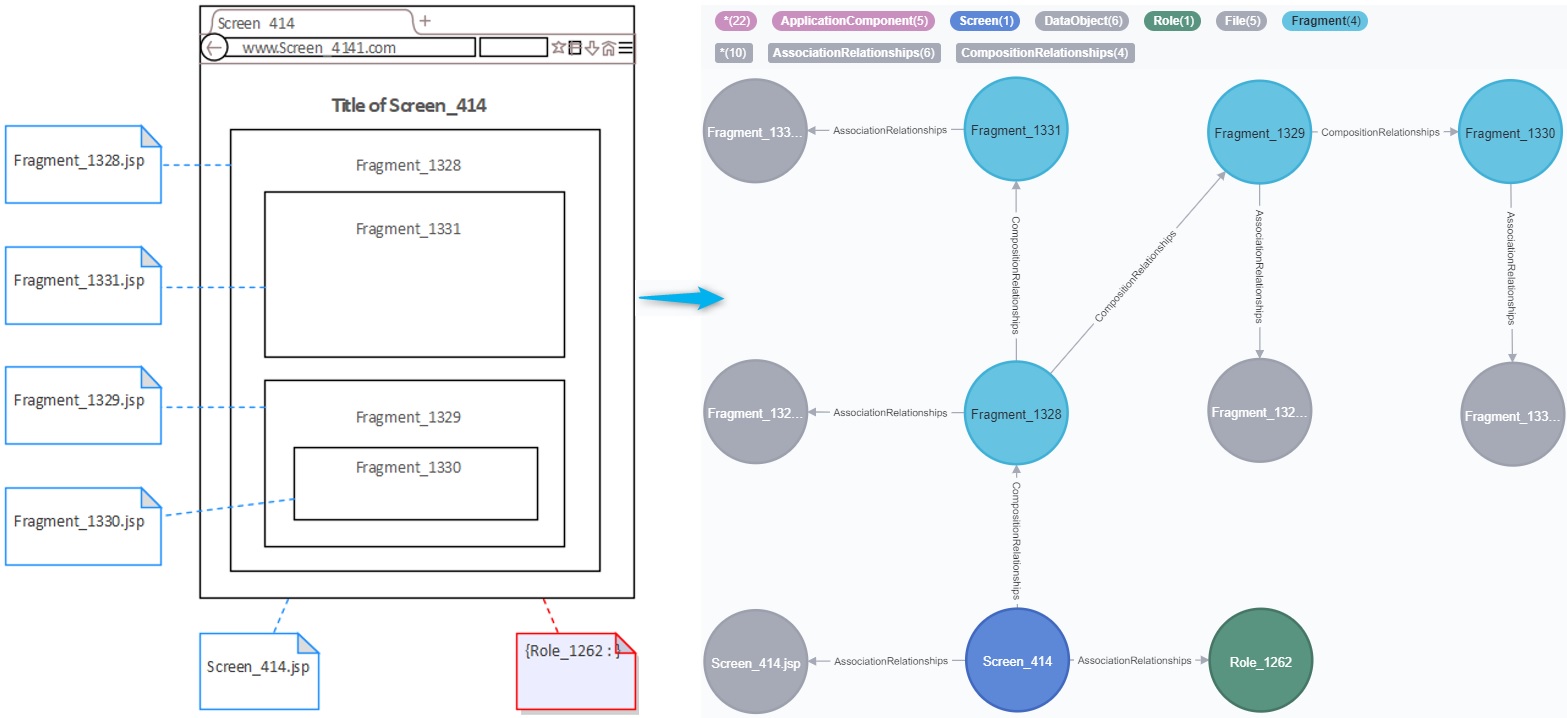 Screen 414
+
www.Screen_4141.com
Title of Screen_414
Fragment_1328
Fragment_1331
Fragment_1329
Fragment_1330
Fragment_1328.jsp
Fragment_1331.jsp
Fragment_1329.jsp
Fragment_1330.jsp
Screen_414.jsp
{Role_1262 : }
*(22) ApplicationComponent(5) Screen(1) DataObject(6) Role(1) File(5) Fragment(4)
*(10) AssociationRelationships(6) CompositionRelationships(4)
Fragment_133...
AssociationRelationships
Fragment_1331
Fragment_1329
CompositionRelationships
Fragment_1330
CompositionRelationships
CompositionRelationships
AssociationRelationships
AssociationRelationships
Fragment_132...
AssociationRelationships
Fragment_1328
Fragment_132...
Fragment_133...
CompositionRelationships
Screen_414.jsp
AssociationRelationships
Screen_414
AssociationRelationships
Role_1262